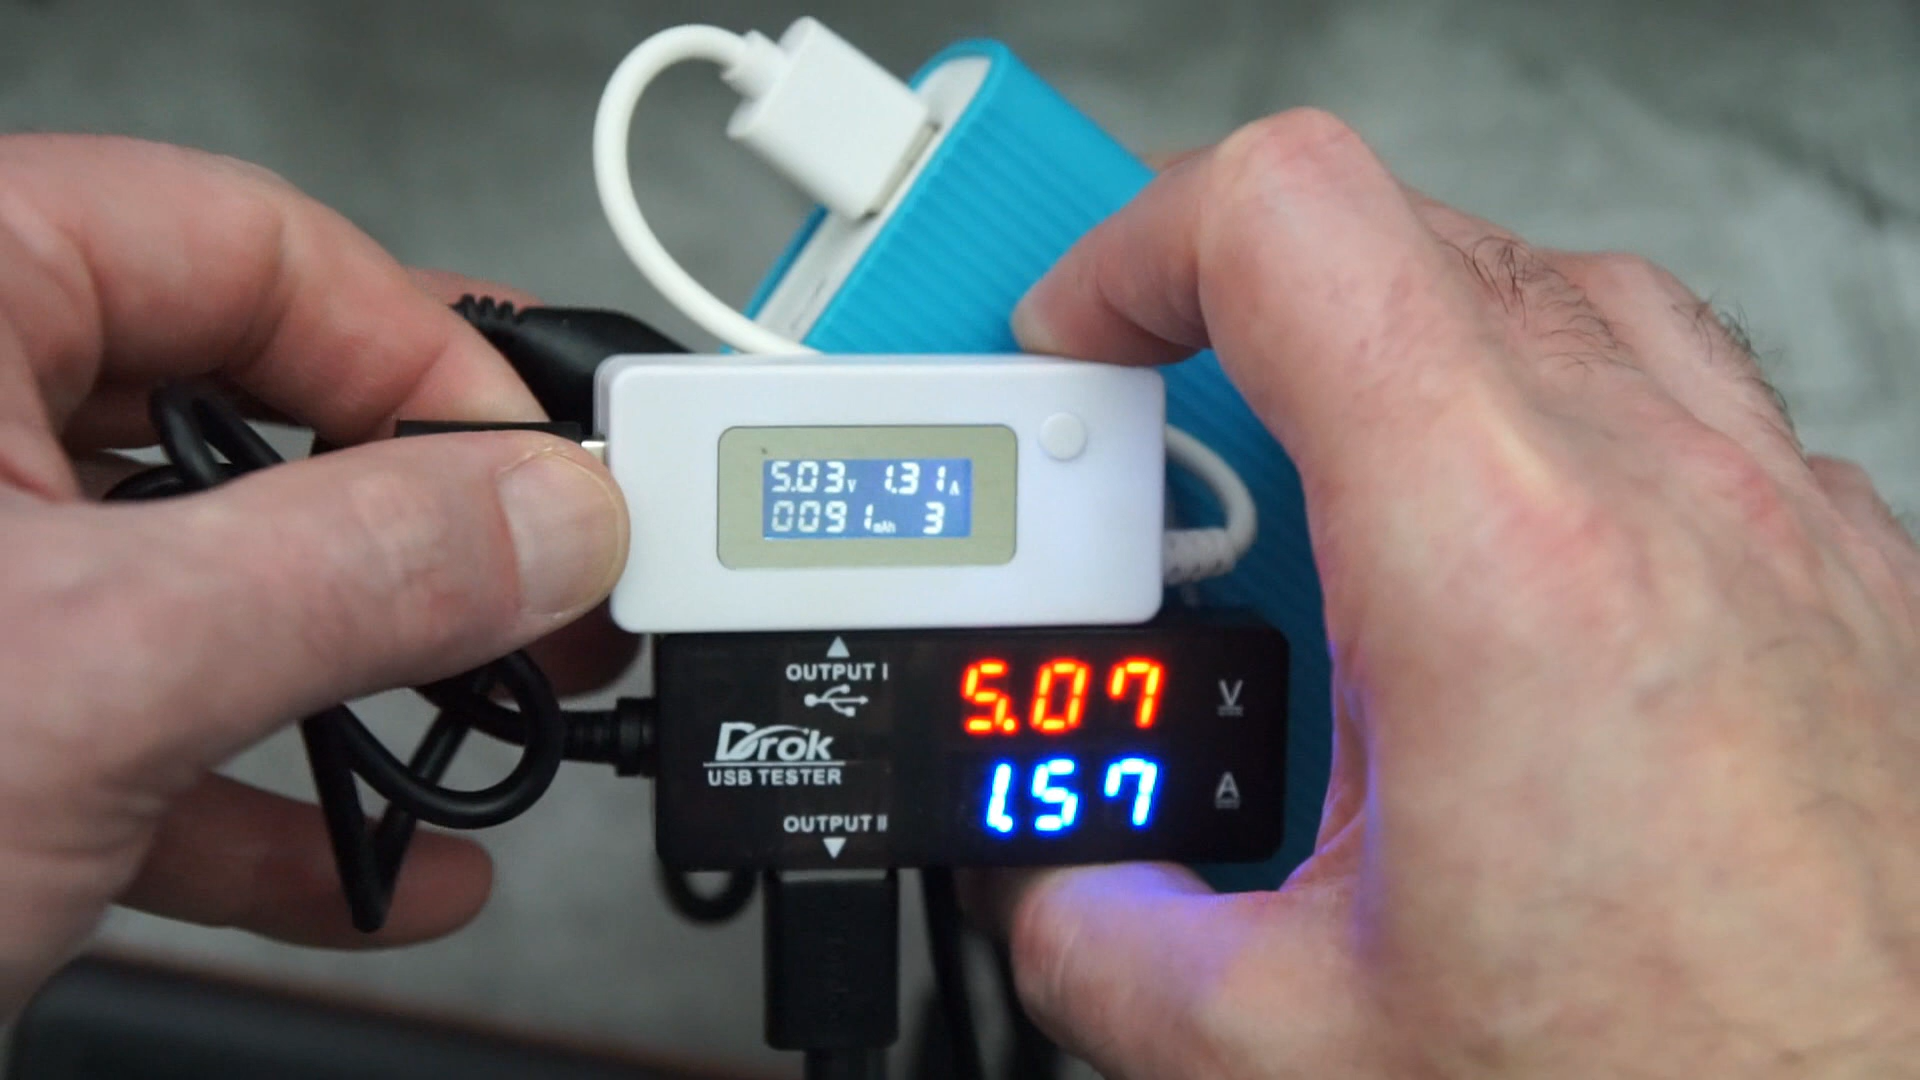 5.03V 1.31A
0091mAh 3
OUTPUT I
5.07 V
Drok
USB TESTER
1.57 A
OUTPUT II